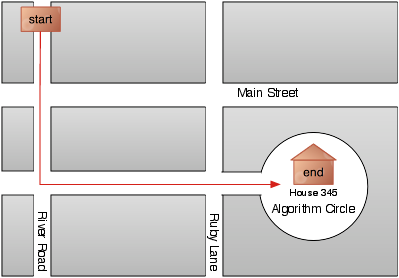 start
Main Street
end
House 345
Algorithm Circle
River Road
Ruby Lane